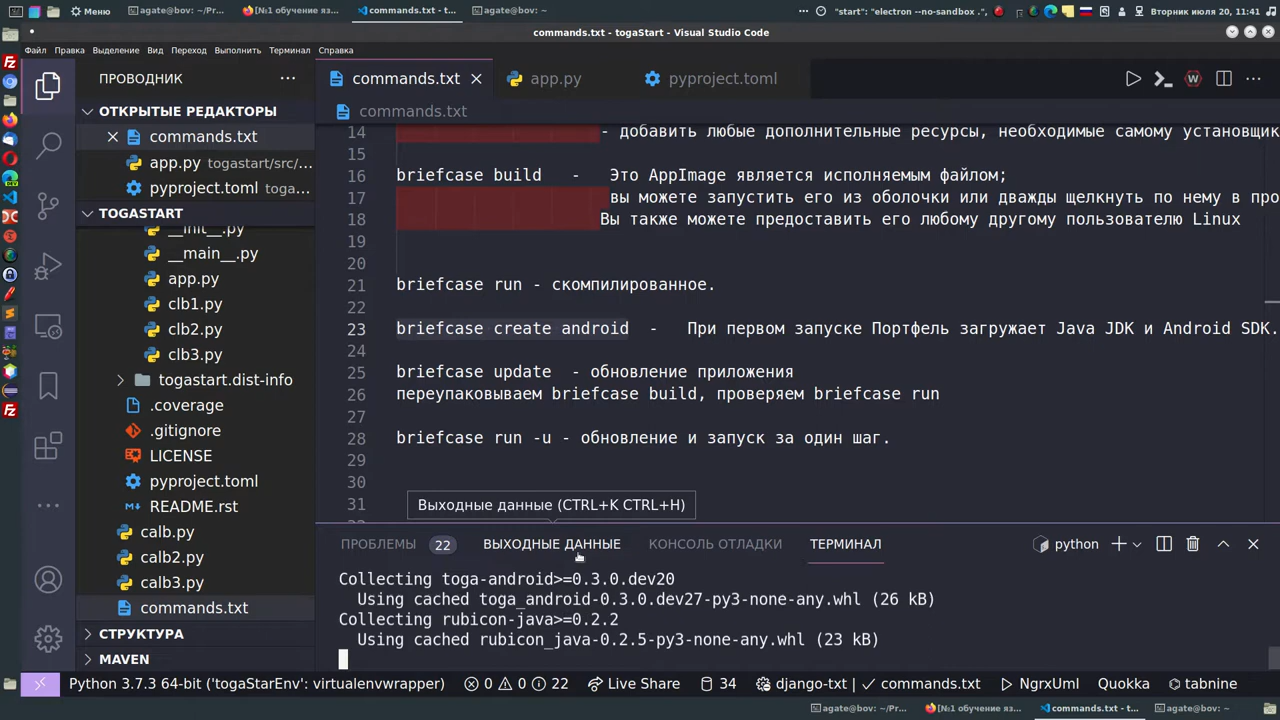 Меню
agate@bov: ~/Pr...
[№1 обучение яз...
commands.txt - t...
agate@bov: ~
"start": "electron --no-sandbox .",
Вторник июля 20, 11:41
commands.txt - togaStart - Visual Studio Code
Файл Правка Выделение Вид Переход Выполнить Терминал Справка
ПРОВОДНИК
ОТКРЫТЫЕ РЕДАКТОРЫ
commands.txt
app.py togastart/src/...
pyproject.toml toga...
TOGASTART
__init__.py
__main__.py
app.py
clb1.py
clb2.py
clb3.py
togastart.dist-info
.coverage
.gitignore
LICENSE
pyproject.toml
README.rst
calb.py
calb2.py
calb3.py
commands.txt
СТРУКТУРА
MAVEN
commands.txt app.py pyproject.toml
commands.txt
14 - добавить любые дополнительные ресурсы, необходимые самому установщик
15
16 briefcase build - Это AppImage является исполняемым файлом;
17 вы можете запустить его из оболочки или дважды щелкнуть по нему в про
18 Вы также можете предоставить его любому другому пользователю Linux
19
20
21 briefcase run - скомпилированное.
22
23 briefcase create android - При первом запуске Портфель загружает Java JDK и Android SDK.
24
25 briefcase update - обновление приложения
26 переупаковываем briefcase build, проверяем briefcase run
27
28 briefcase run -u - обновление и запуск за один шаг.
29
30
31
Выходные данные (CTRL+K CTRL+H)
ПРОБЛЕМЫ 22 ВЫХОДНЫЕ ДАННЫЕ КОНСОЛЬ ОТЛАДКИ ТЕРМИНАЛ python
Collecting toga-android>=0.3.0.dev20
Using cached toga_android-0.3.0.dev27-py3-none-any.whl (26 kB)
Collecting rubicon-java>=0.2.2
Using cached rubicon_java-0.2.5-py3-none-any.whl (23 kB)
Python 3.7.3 64-bit ('togaStarEnv': virtualenvwrapper) 0 0 22 Live Share 34 django-txt commands.txt NgrxUml Quokka tabnine
agate@bov: ~/Pr...
[№1 обучение яз...
commands.txt - t...
agate@bov: ~